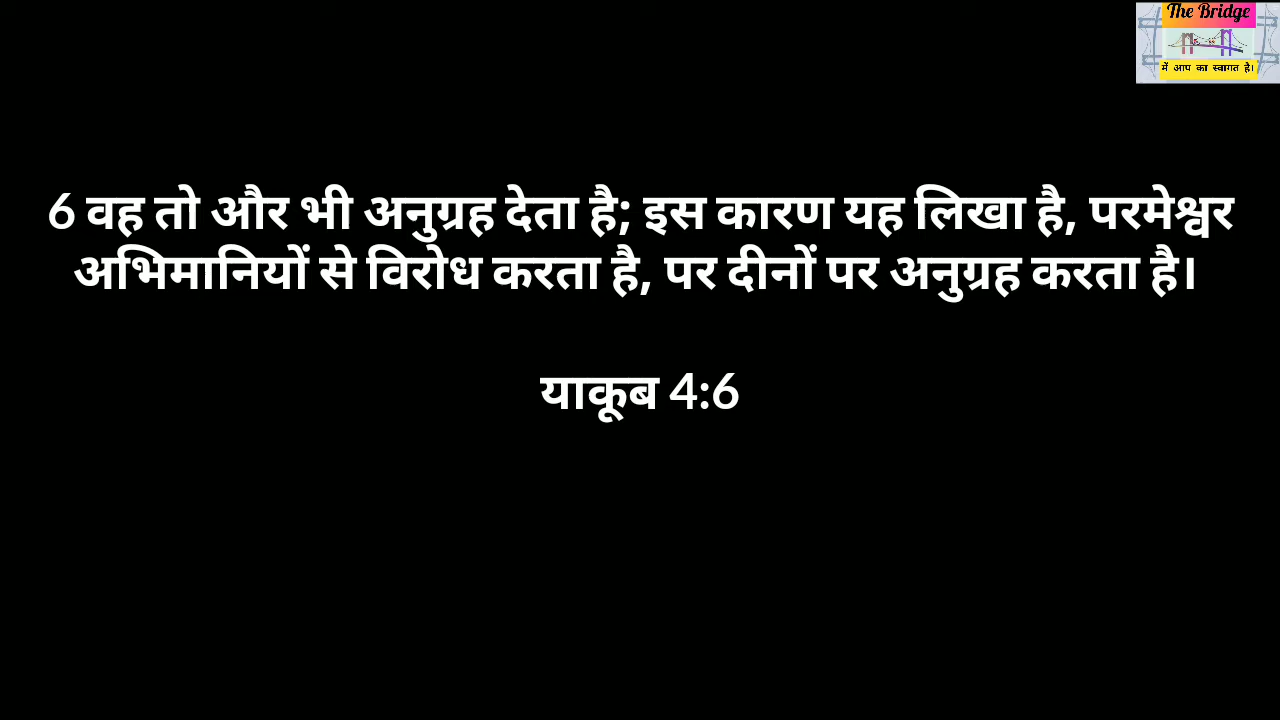 The Bridge
में आप का स्वागत है।
6 वह तो और भी अनुग्रह देता है; इस कारण यह लिखा है, परमेश्वर
अभिमानियों से विरोध करता है, पर दीनों पर अनुग्रह करता है।
याकूब 4:6